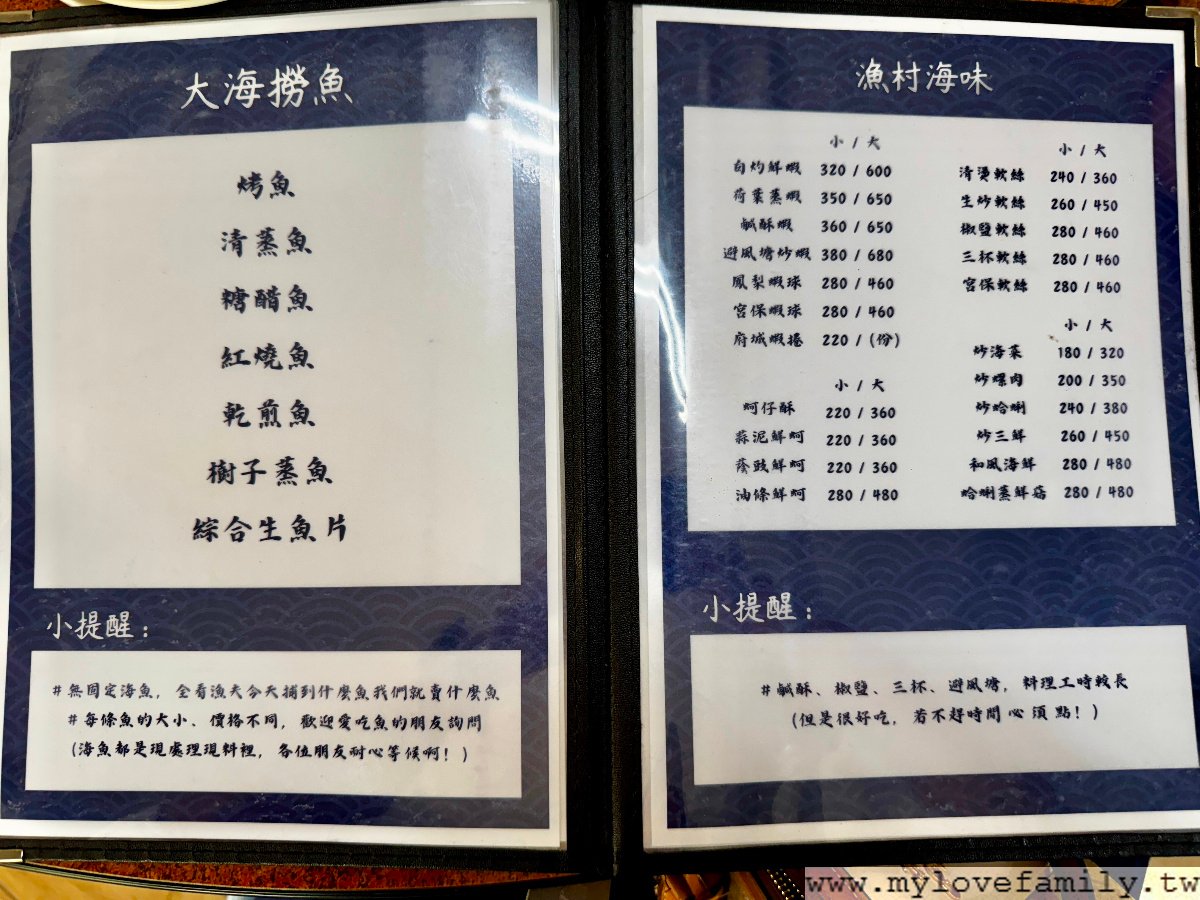 大海撈魚
烤魚
清蒸魚
糖醋魚
紅燒魚
乾煎魚
樹子蒸魚
綜合生魚片
小提醒：
#無固定海魚，全看漁夫今天捕到什麼魚我們就賣什麼魚
#每條魚的大小、價格不同，歡迎愛吃魚的朋友詢問
(海魚都是現處理現料裡，各位朋友耐心等候啊！)
漁村海味
小 / 大
白灼鮮蝦 320 / 600
荷葉蒸蝦 350 / 650
鹹酥蝦 360 / 650
避風塘炒蝦 380 / 680
鳳梨蝦球 280 / 460
宮保蝦球 280 / 460
府城蝦捲 220 / (份)
小 / 大
蚵仔酥 220 / 360
蒜泥鮮蚵 220 / 360
蔭豉鮮蚵 220 / 360
油條鮮蚵 280 / 480
小 / 大
清燙軟絲 240 / 360
生炒軟絲 260 / 450
椒鹽軟絲 280 / 460
三杯軟絲 280 / 460
宮保軟絲 280 / 460
小 / 大
炒海菜 180 / 320
炒螺肉 200 / 350
炒蛤蜊 240 / 380
炒三鮮 260 / 450
和風海鮮 280 / 480
蛤蜊蒸鮮菇 280 / 480
小提醒：
#鹹酥、椒鹽、三杯、避風塘，料理工時較長
(但是很好吃，若不趕時間必須點！)
www.mylovefamily.tw